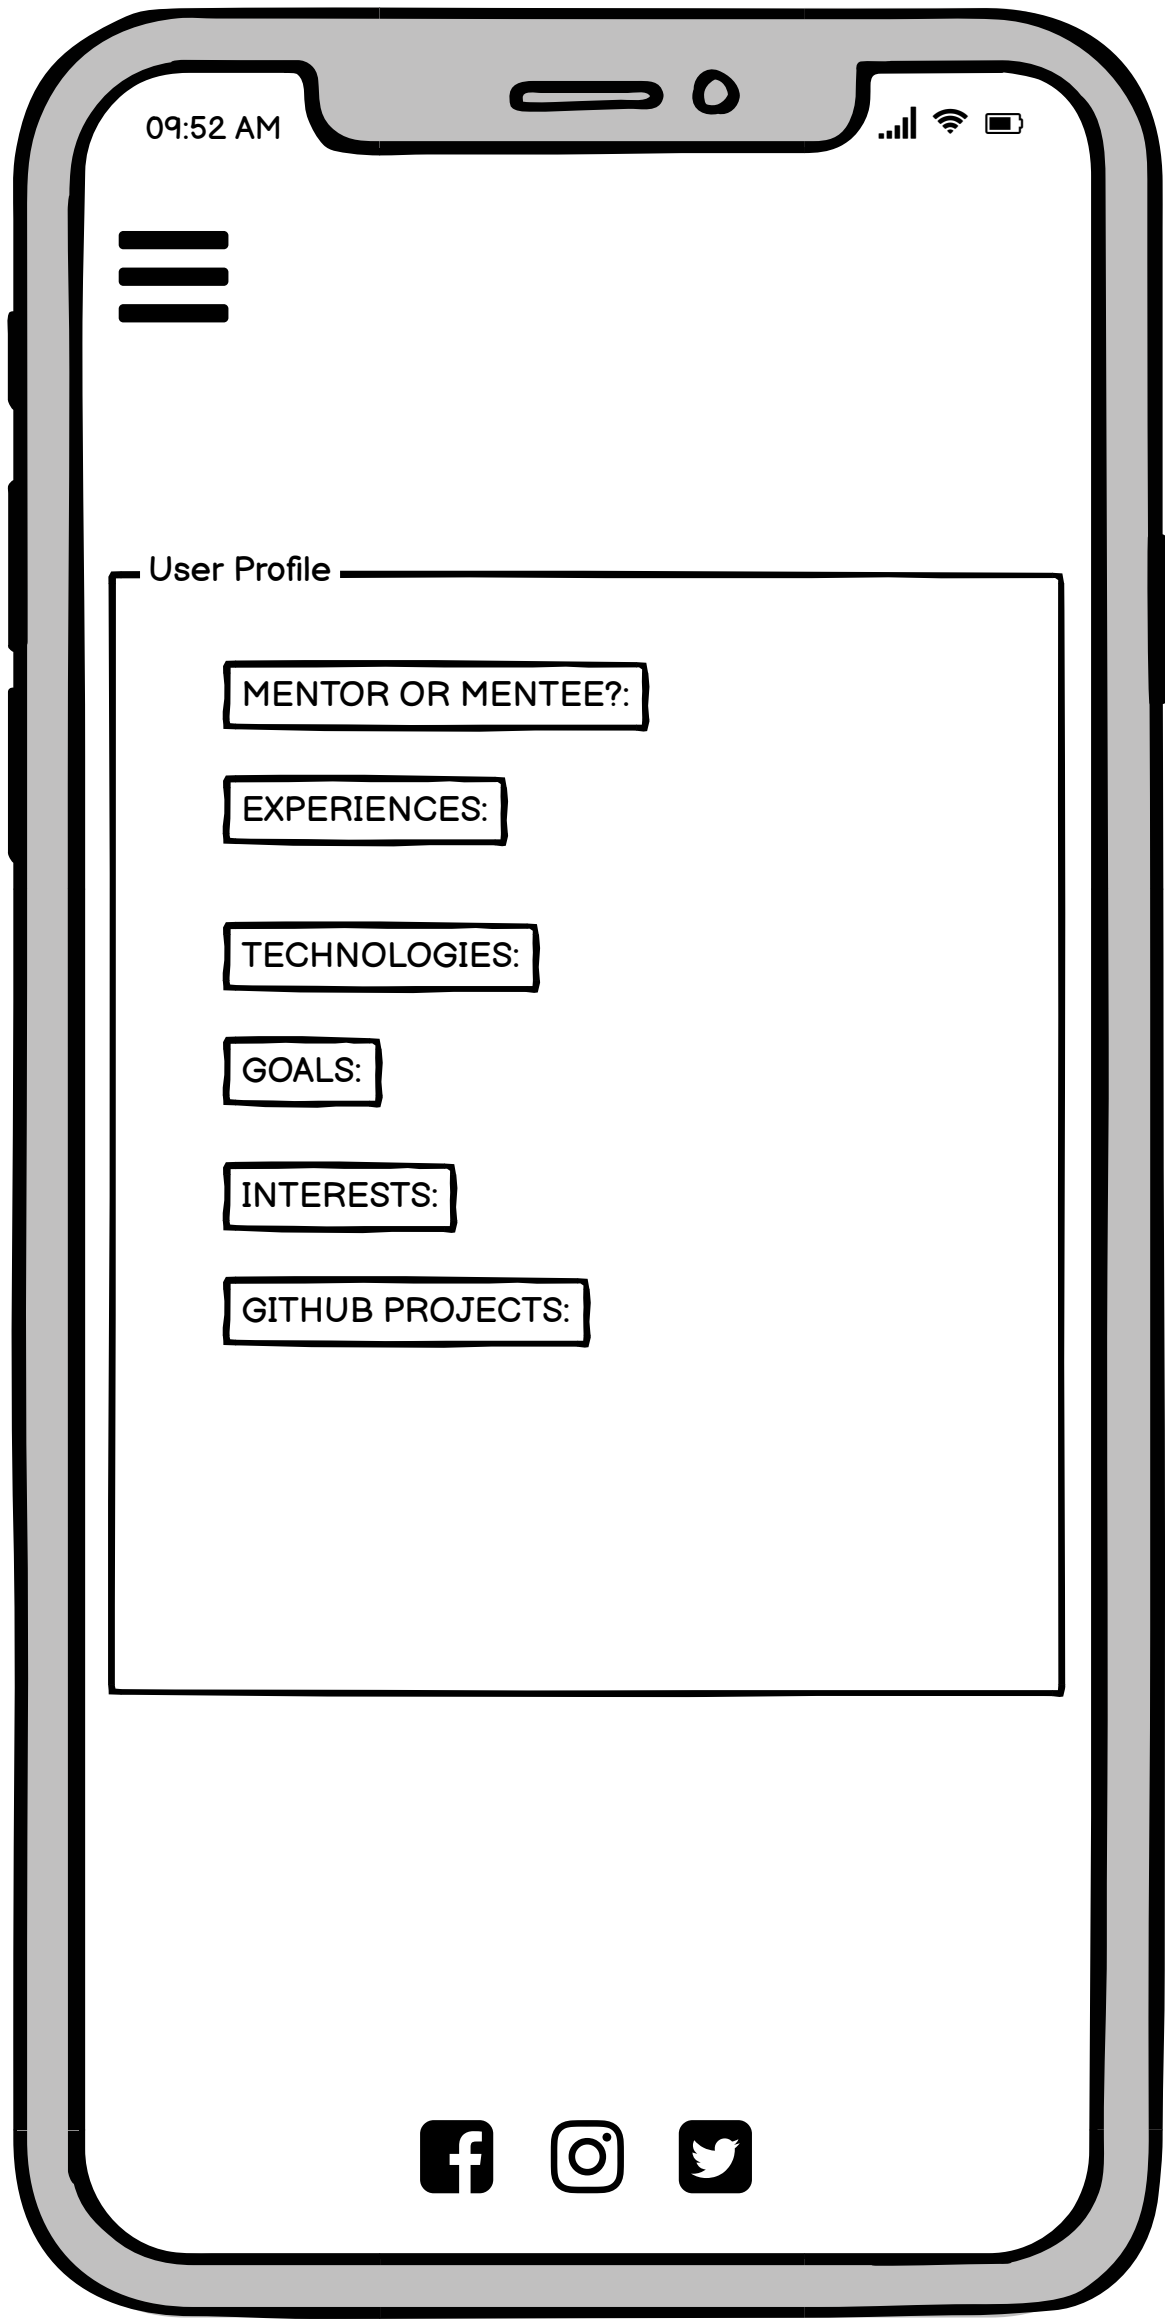 09:52 AM
User Profile
MENTOR OR MENTEE?:
EXPERIENCES:
TECHNOLOGIES:
GOALS:
INTERESTS:
GITHUB PROJECTS: